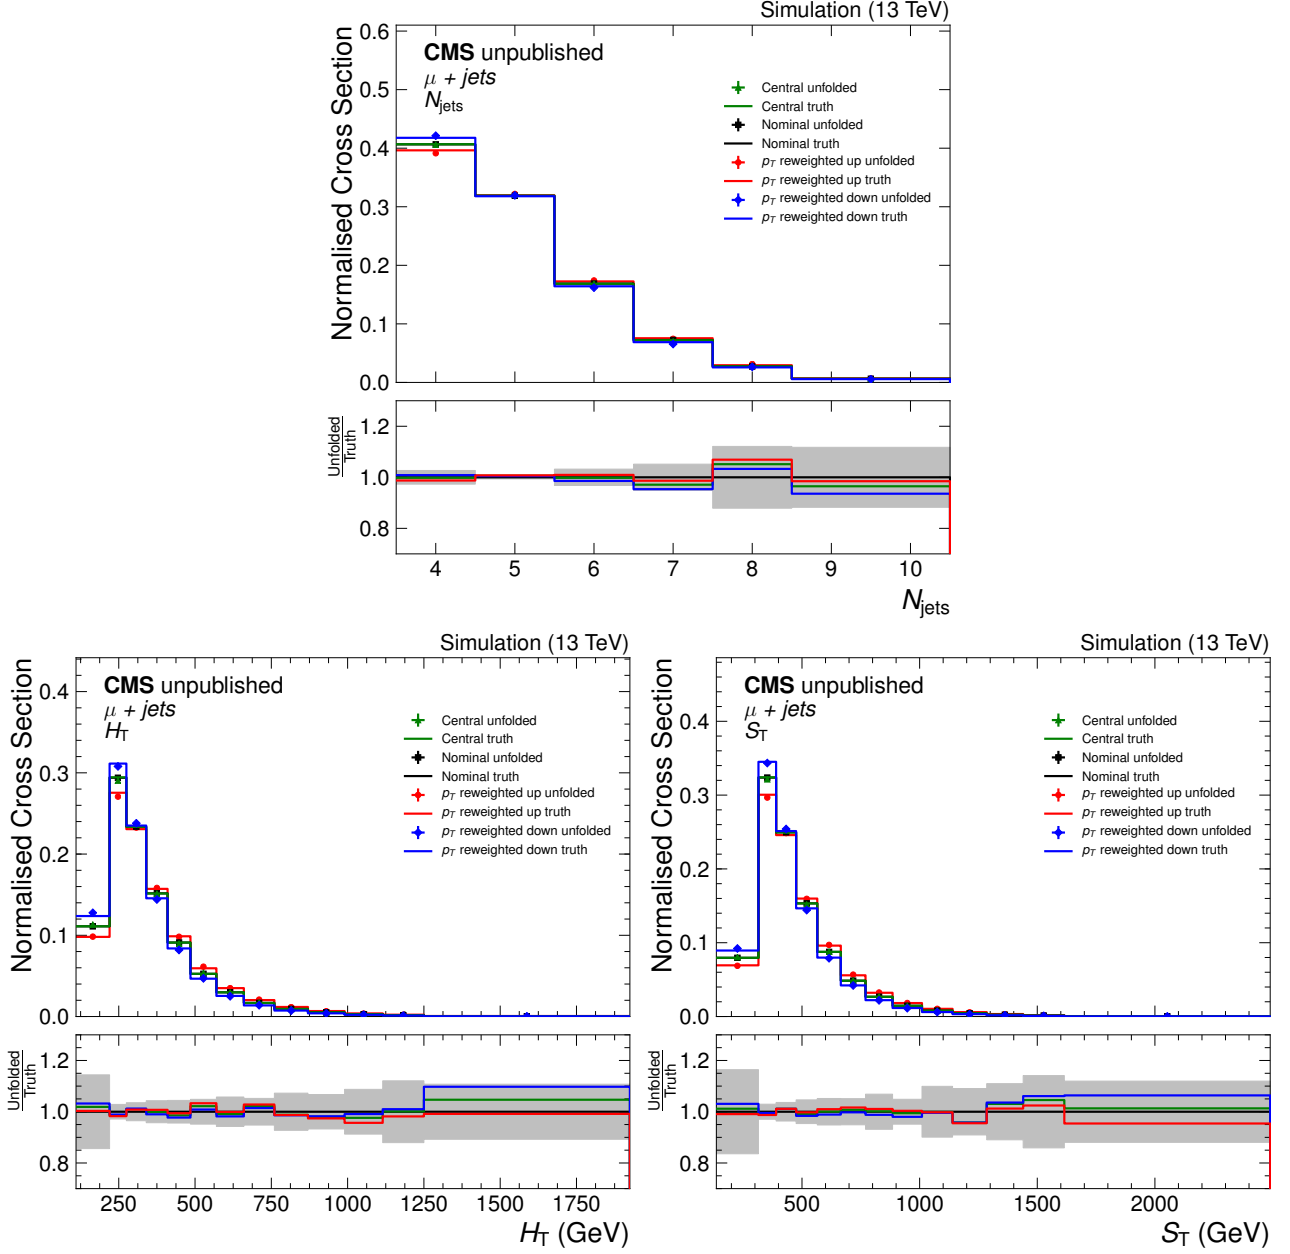 Simulation (13 TeV)
CMS unpublished
μ + jets
N_jets
Normalised Cross Section
0.6
0.5
0.4
0.3
0.2
0.1
0.0
Central unfolded
Central truth
Nominal unfolded
Nominal truth
p_T reweighted up unfolded
p_T reweighted up truth
p_T reweighted down unfolded
p_T reweighted down truth
Unfolded
Truth
1.2
1.0
0.8
4 5 6 7 8 9 10
N_jets
Simulation (13 TeV)
CMS unpublished
μ + jets
H_T
Normalised Cross Section
0.4
0.3
0.2
0.1
0.0
Central unfolded
Central truth
Nominal unfolded
Nominal truth
p_T reweighted up unfolded
p_T reweighted up truth
p_T reweighted down unfolded
p_T reweighted down truth
Unfolded
Truth
1.2
1.0
0.8
250 500 750 1000 1250 1500 1750
H_T (GeV)
Simulation (13 TeV)
CMS unpublished
μ + jets
S_T
Normalised Cross Section
0.4
0.3
0.2
0.1
0.0
Central unfolded
Central truth
Nominal unfolded
Nominal truth
p_T reweighted up unfolded
p_T reweighted up truth
p_T reweighted down unfolded
p_T reweighted down truth
Unfolded
Truth
1.2
1.0
0.8
500 1000 1500 2000
S_T (GeV)